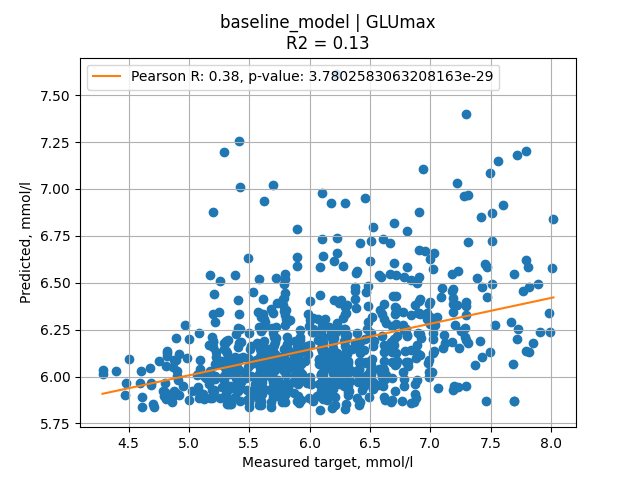 baseline_model | GLUmax
R2 = 0.13
Pearson R: 0.38, p-value: 3.7802583063208163e-29
7.50
7.25
7.00
6.75
6.50
6.25
6.00
5.75
Predicted, mmol/l
4.5 5.0 5.5 6.0 6.5 7.0 7.5 8.0
Measured target, mmol/l